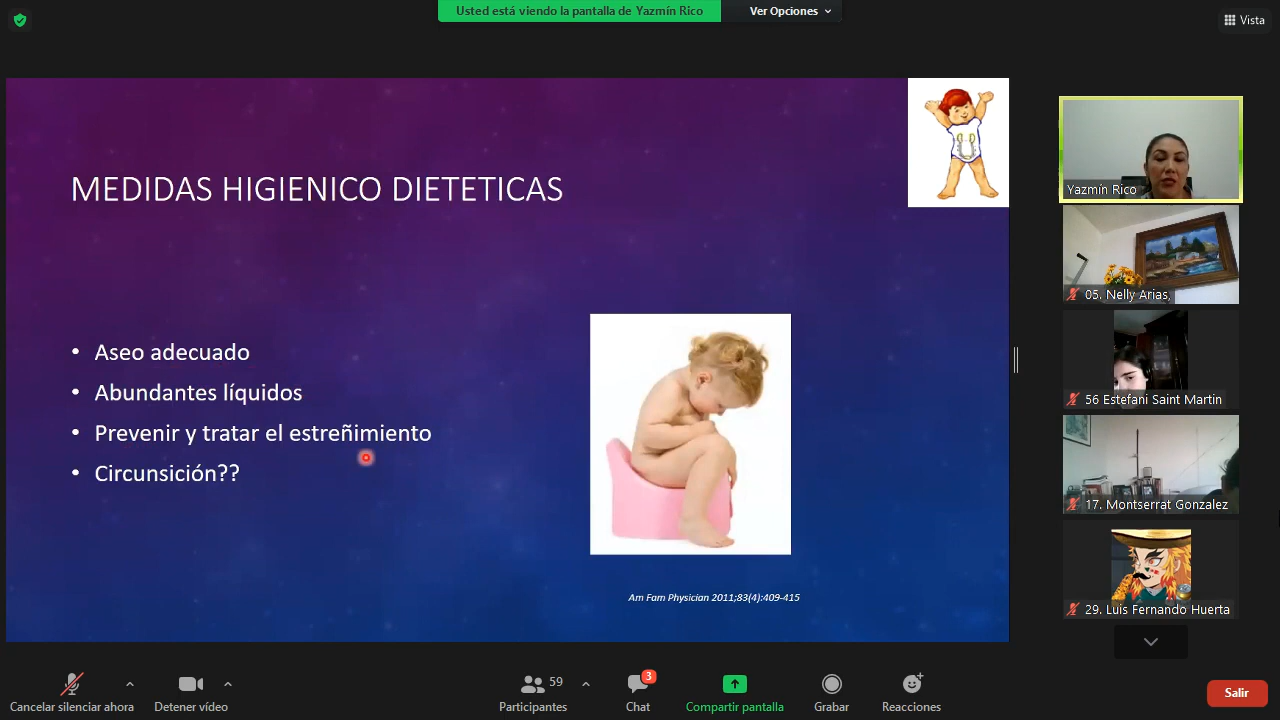 Usted está viendo la pantalla de Yazmín Rico
Ver Opciones
Vista
MEDIDAS HIGIENICO DIETETICAS
• Aseo adecuado
• Abundantes líquidos
• Prevenir y tratar el estreñimiento
• Circunsición??
Am Fam Physician 2011;83(4):409-415
Yazmín Rico
05. Nelly Arias,
56 Estefani Saint Martin
17. Montserrat Gonzalez
29. Luis Fernando Huerta
Cancelar silenciar ahora
Detener vídeo
59
Participantes
3
Chat
Compartir pantalla
Grabar
Reacciones
Salir